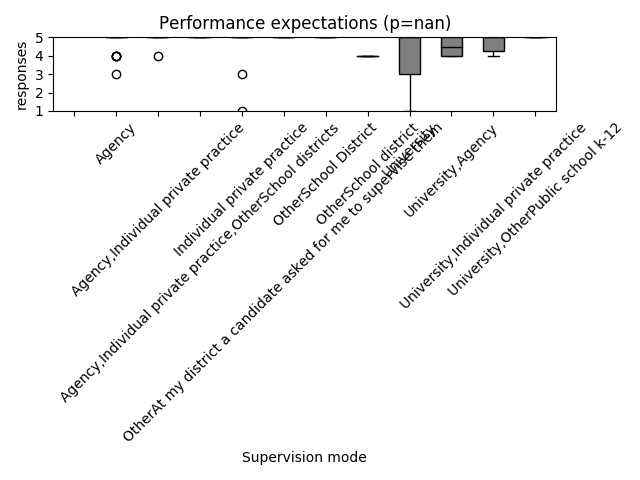 Performance expectations (p=nan)
responses
5
4
3
2
1
Agency
Agency,Individual private practice
Agency,Individual private practice,OtherSchool districts
Individual private practice
OtherAt my district a candidate asked for me to supervise them
OtherSchool District
OtherSchool district
University
University,Agency
University,Individual private practice
University,OtherPublic school k-12
Supervision mode